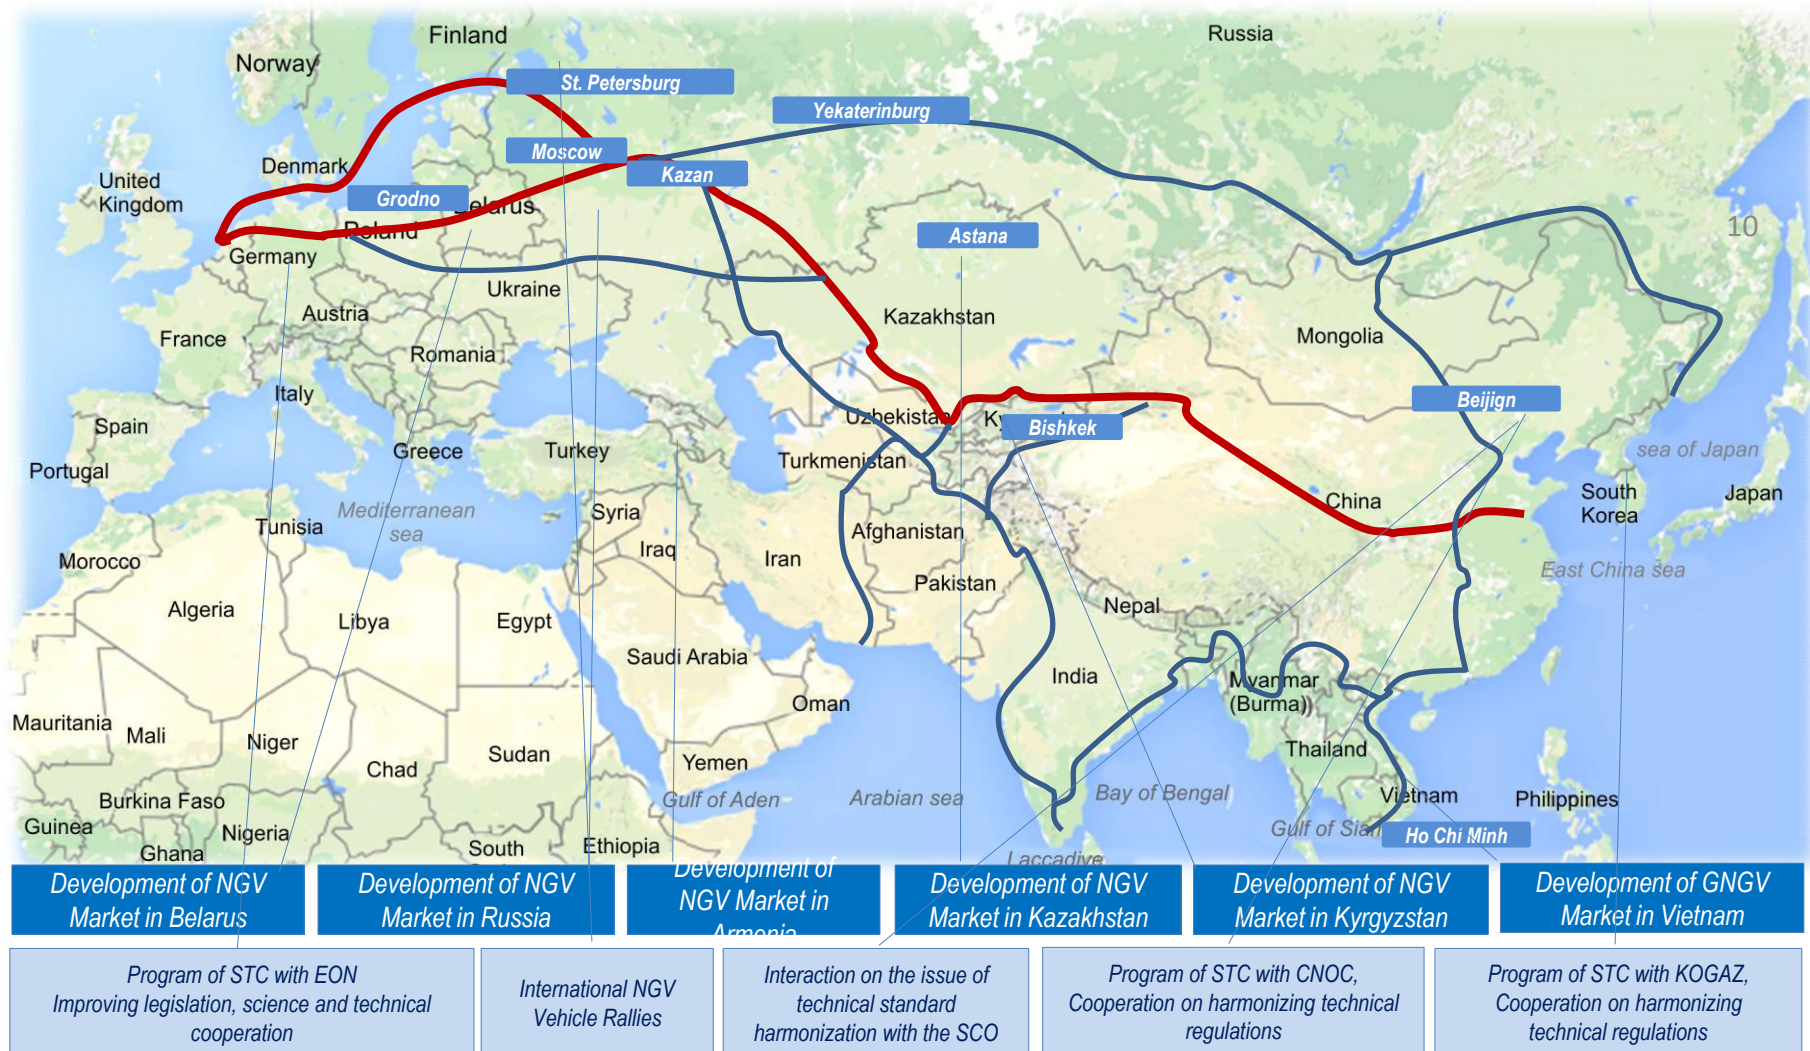 Finland
Russia
Norway
St. Petersburg
Yekaterinburg
Moscow
Denmark
Kazan
United
Kingdom
Grodno
Belarus
10
Poland
Astana
Germany
Ukraine
Austria
Kazakhstan
France
Mongolia
Romania
Italy
Beijign
Uzbekistan
Ky
Spain
Bishkek
Greece
Turkey
sea of Japan
Turkmenistan
Portugal
South
Korea
Japan
China
Mediterranean
sea
Syria
Tunisia
Afghanistan
Iraq
Iran
Morocco
East China sea
Pakistan
Nepal
Algeria
Libya
Egypt
Saudi Arabia
India
Myanmar
(Burma)
Oman
Mauritania
Mali
Niger
Sudan
Thailand
Yemen
Chad
Burkina Faso
Gulf of Aden
Arabian sea
Bay of Bengal
Vietnam
Philippines
Guinea
Nigeria
Gulf of Sian
Ho Chi Minh
Ghana
South
Ethiopia
Laccadive
Development of NGV
Market in Belarus
Development of NGV
Market in Russia
Development of
NGV Market in
Armenia
Development of NGV
Market in Kazakhstan
Development of NGV
Market in Kyrgyzstan
Development of GNGV
Market in Vietnam
Program of STC with EON
Improving legislation, science and technical
cooperation
International NGV
Vehicle Rallies
Interaction on the issue of
technical standard
harmonization with the SCO
Program of STC with CNOC,
Cooperation on harmonizing technical
regulations
Program of STC with KOGAZ,
Cooperation on harmonizing
technical regulations